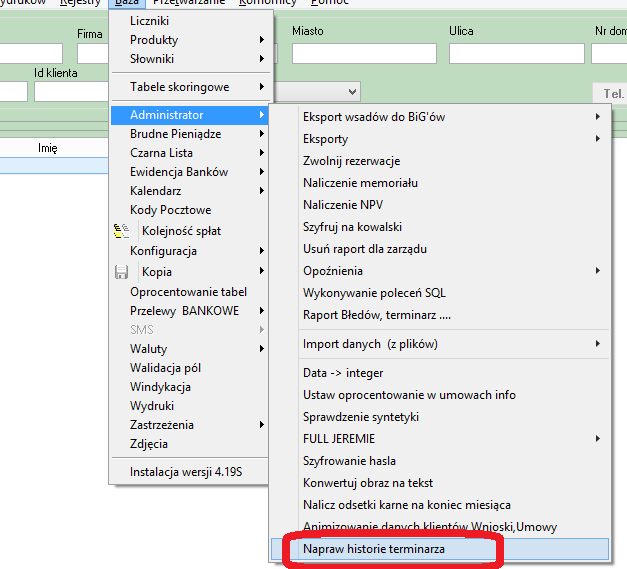 Rejestry Baza Przetwarzanie Komornicy Pomoc
Firma
Miasto
Ulica
Nr dom
Id klienta
Tel.
Imię
Liczniki
Produkty
Słowniki
Tabele skoringowe
Administrator
Brudne Pieniądze
Czarna Lista
Ewidencja Banków
Kalendarz
Kody Pocztowe
Kolejność spłat
Konfiguracja
Kopia
Oprocentowanie tabel
Przelewy BANKOWE
SMS
Waluty
Walidacja pól
Windykacja
Wydruki
Zastrzeżenia
Zdjęcia
Instalacja wersji 4.19S
Eksport wsadów do BiG'ów
Eksporty
Zwolnij rezerwacje
Naliczenie memoriału
Naliczenie NPV
Szyfruj na kowalski
Usuń raport dla zarządu
Opoźnienia
Wykonywanie poleceń SQL
Raport Błedów, terminarz ....
Import danych (z plików)
Data -> integer
Ustaw oprocentowanie w umowach info
Sprawdzenie syntetyki
FULL JEREMIE
Szyfrowanie hasla
Konwertuj obraz na tekst
Nalicz odsetki karne na koniec miesiąca
Animizowanie danych klientów Wnioski,Umowy
Napraw historie terminarza